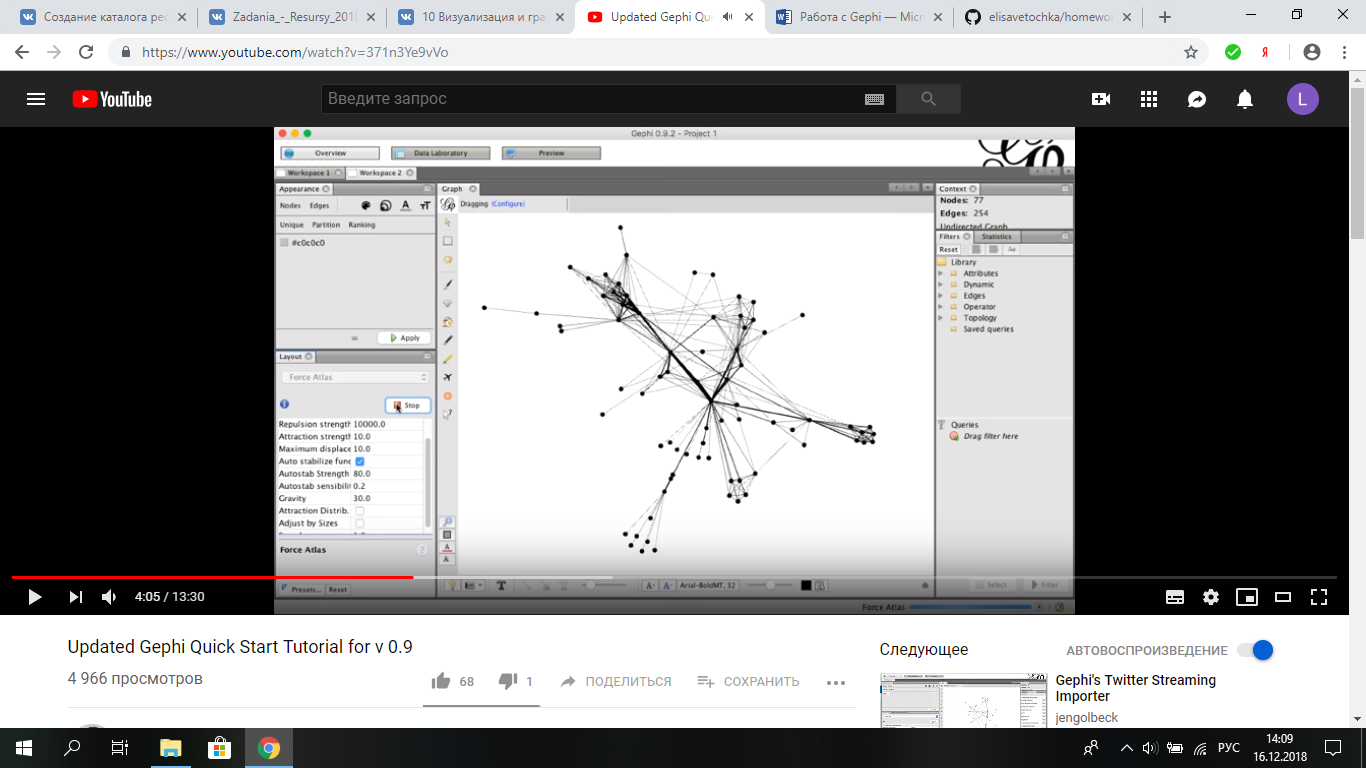 Создание каталога рес
Zadania_-_Resursy_2018
10 Визуализация и гра
Updated Gephi Qu
Работа с Gephi — Micr
elisavetochka/homewor
https://www.youtube.com/watch?v=371n3Ye9vVo
Я
YouTube
Введите запрос
L
Gephi 0.9.2 - Project 1
Overview
Data Laboratory
Preview
Workspace 1
Workspace 2
Appearance
Nodes Edges
Unique Partition Ranking
#c0c0c0
Apply
Layout
Force Atlas
Stop
Repulsion strength 10000.0
Attraction strength 10.0
Maximum displace 10.0
Auto stabilize func
Autostab Strength 80.0
Autostab sensibili 0.2
Gravity 30.0
Attraction Distrib.
Adjust by Sizes
Force Atlas
Presets... Reset
Graph
Dragging (Configure)
Arial-BoldMT, 32
Context
Nodes: 77
Edges: 254
Undirected Graph
Filters Statistics
Reset
Library
Attributes
Dynamic
Edges
Operator
Topology
Saved queries
Queries
Drag filter here
Select Filter
Force Atlas
4:05 / 13:30
Updated Gephi Quick Start Tutorial for v 0.9
4 966 просмотров
68
1
ПОДЕЛИТЬСЯ
СОХРАНИТЬ
Следующее
АВТОВОСПРОИЗВЕДЕНИЕ
Gephi's Twitter Streaming
Importer
jengolbeck
РУС
14:09
16.12.2018